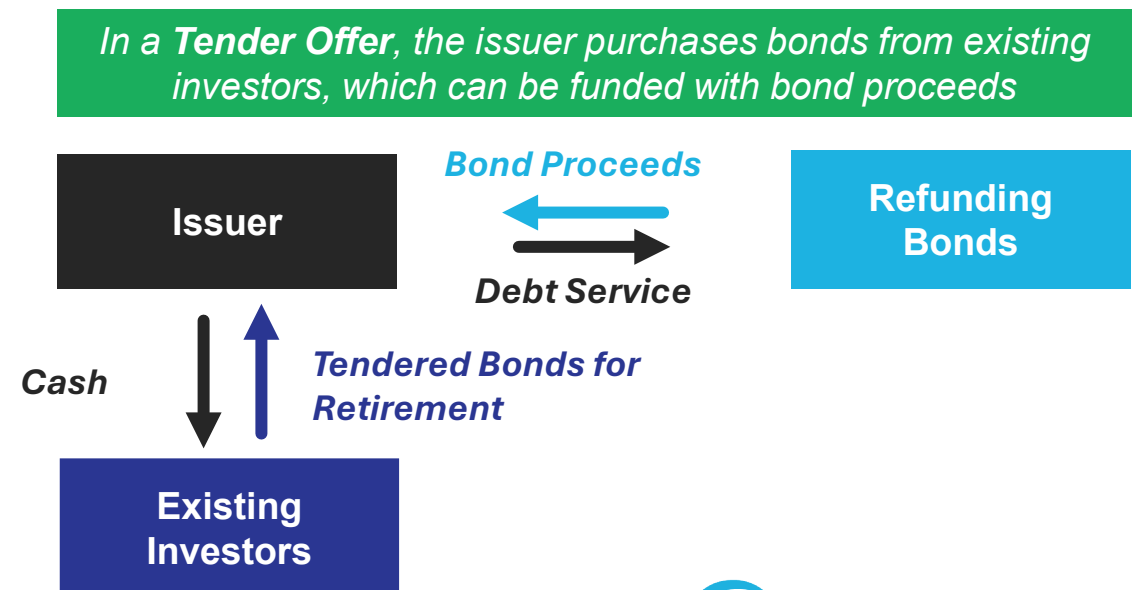 In a Tender Offer, the issuer purchases bonds from existing
investors, which can be funded with bond proceeds
Bond Proceeds
Issuer
Refunding
Bonds
Debt Service
Cash
Tendered Bonds for
Retirement
Existing
Investors